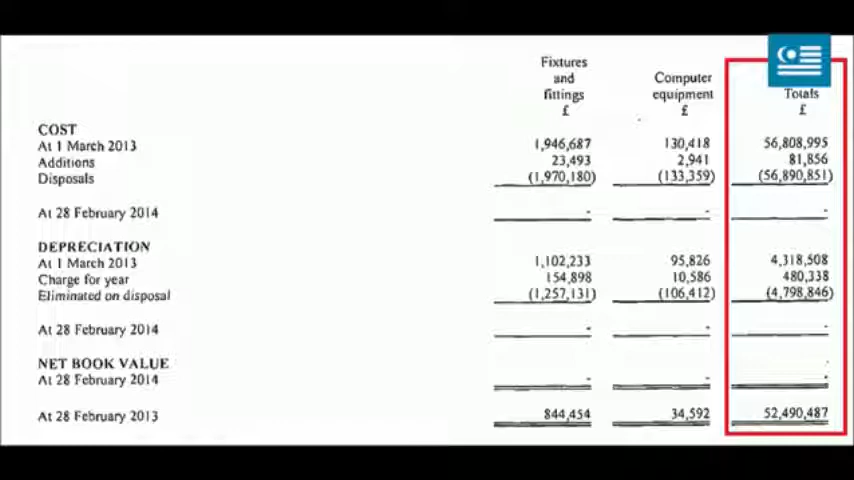 Fixtures
and
fittings
£
Computer
equipment
£
Totals
£
COST
At 1 March 2013 1,946,687 130,418 56,808,995
Additions 23,493 2,941 81,856
Disposals (1,970,180) (133,359) (56,890,851)
At 28 February 2014 - - -
DEPRECIATION
At 1 March 2013 1,102,233 95,826 4,318,508
Charge for year 154,898 10,586 480,338
Eliminated on disposal (1,257,131) (106,412) (4,798,846)
At 28 February 2014 - - -
NET BOOK VALUE
At 28 February 2014 - - -
At 28 February 2013 844,454 34,592 52,490,487